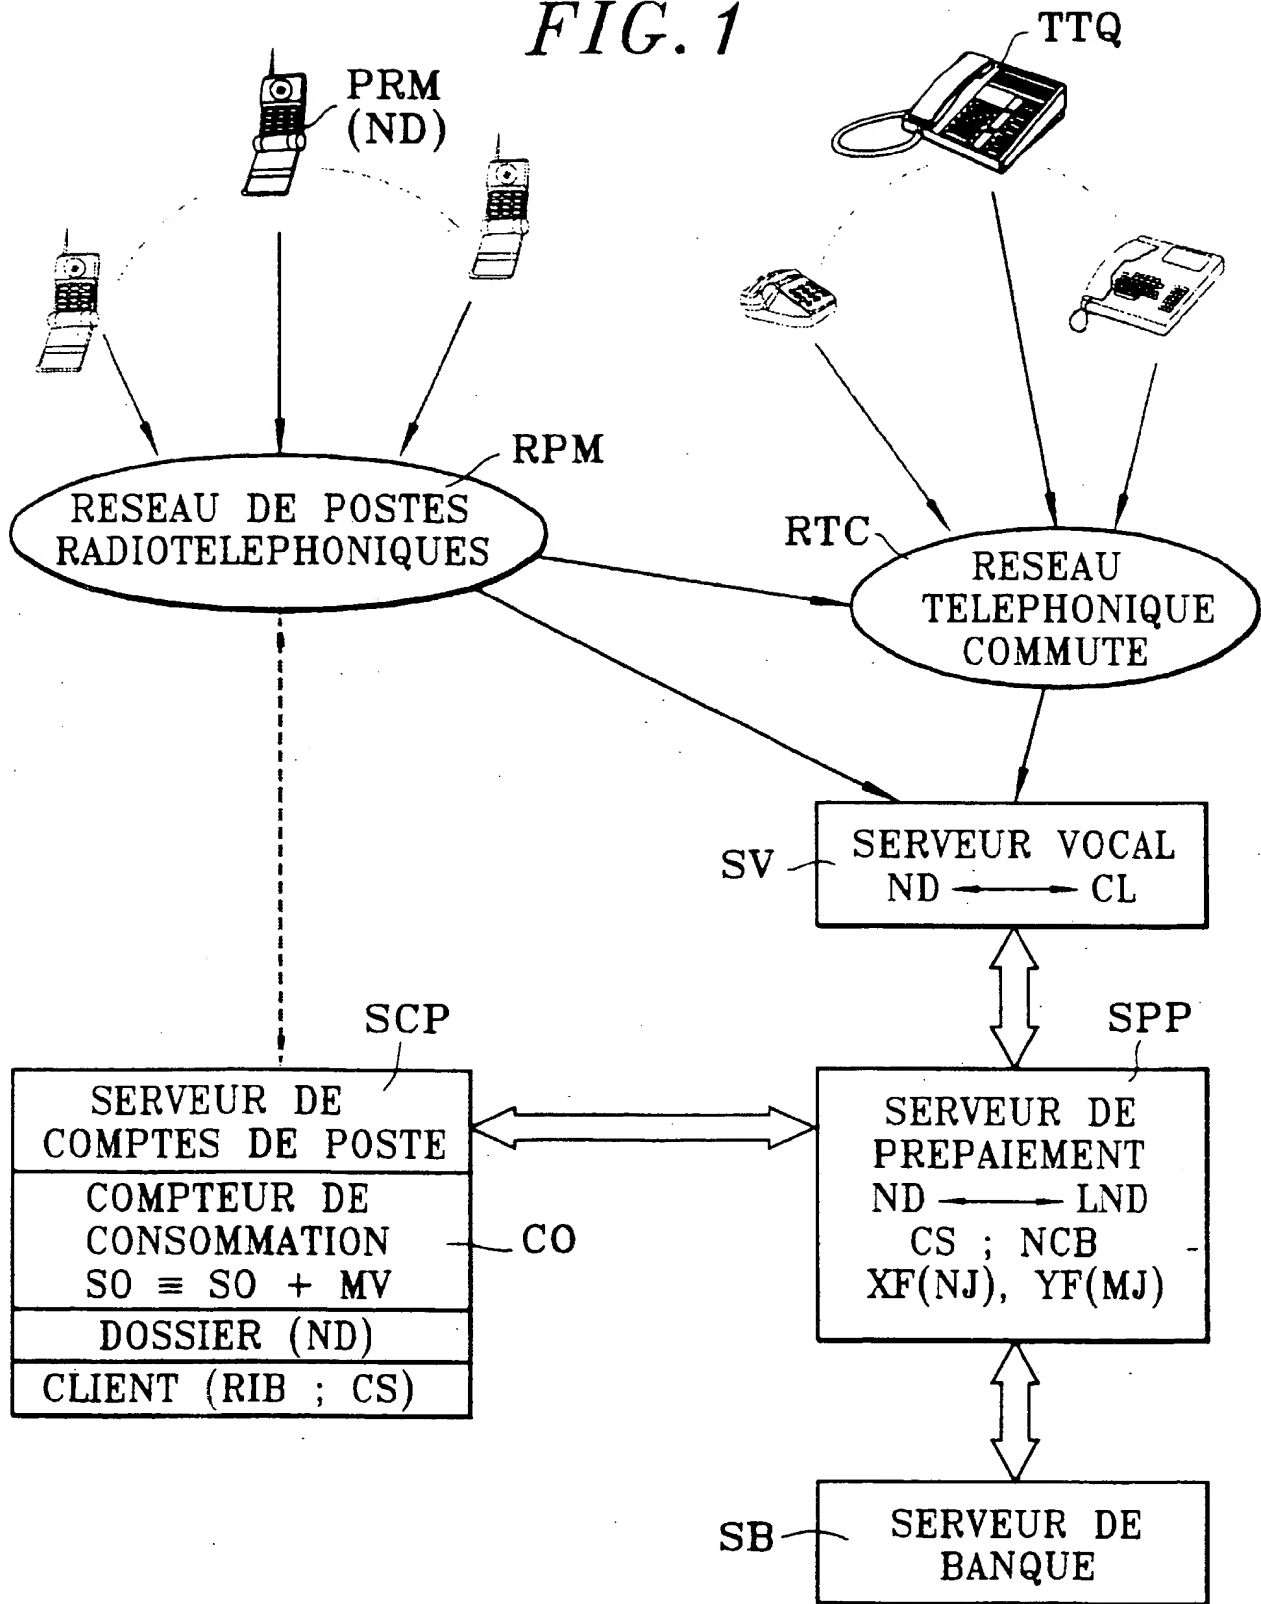 FIG. 1
TTQ
PRM
(ND)
RPM
RESEAU DE POSTES
RADIOTELEPHONIQUES
RTC
RESEAU
TELEPHONIQUE
COMMUTE
SV
SERVEUR VOCAL
ND CL
SCP
SERVEUR DE
COMPTES DE POSTE
COMPTEUR DE
CONSOMMATION
SO ≡ SO + MV
CO
DOSSIER (ND)
CLIENT (RIB ; CS)
SPP
SERVEUR DE
PREPAIEMENT
ND LND
CS ; NCB
XF(NJ), YF(MJ)
SB
SERVEUR DE
BANQUE